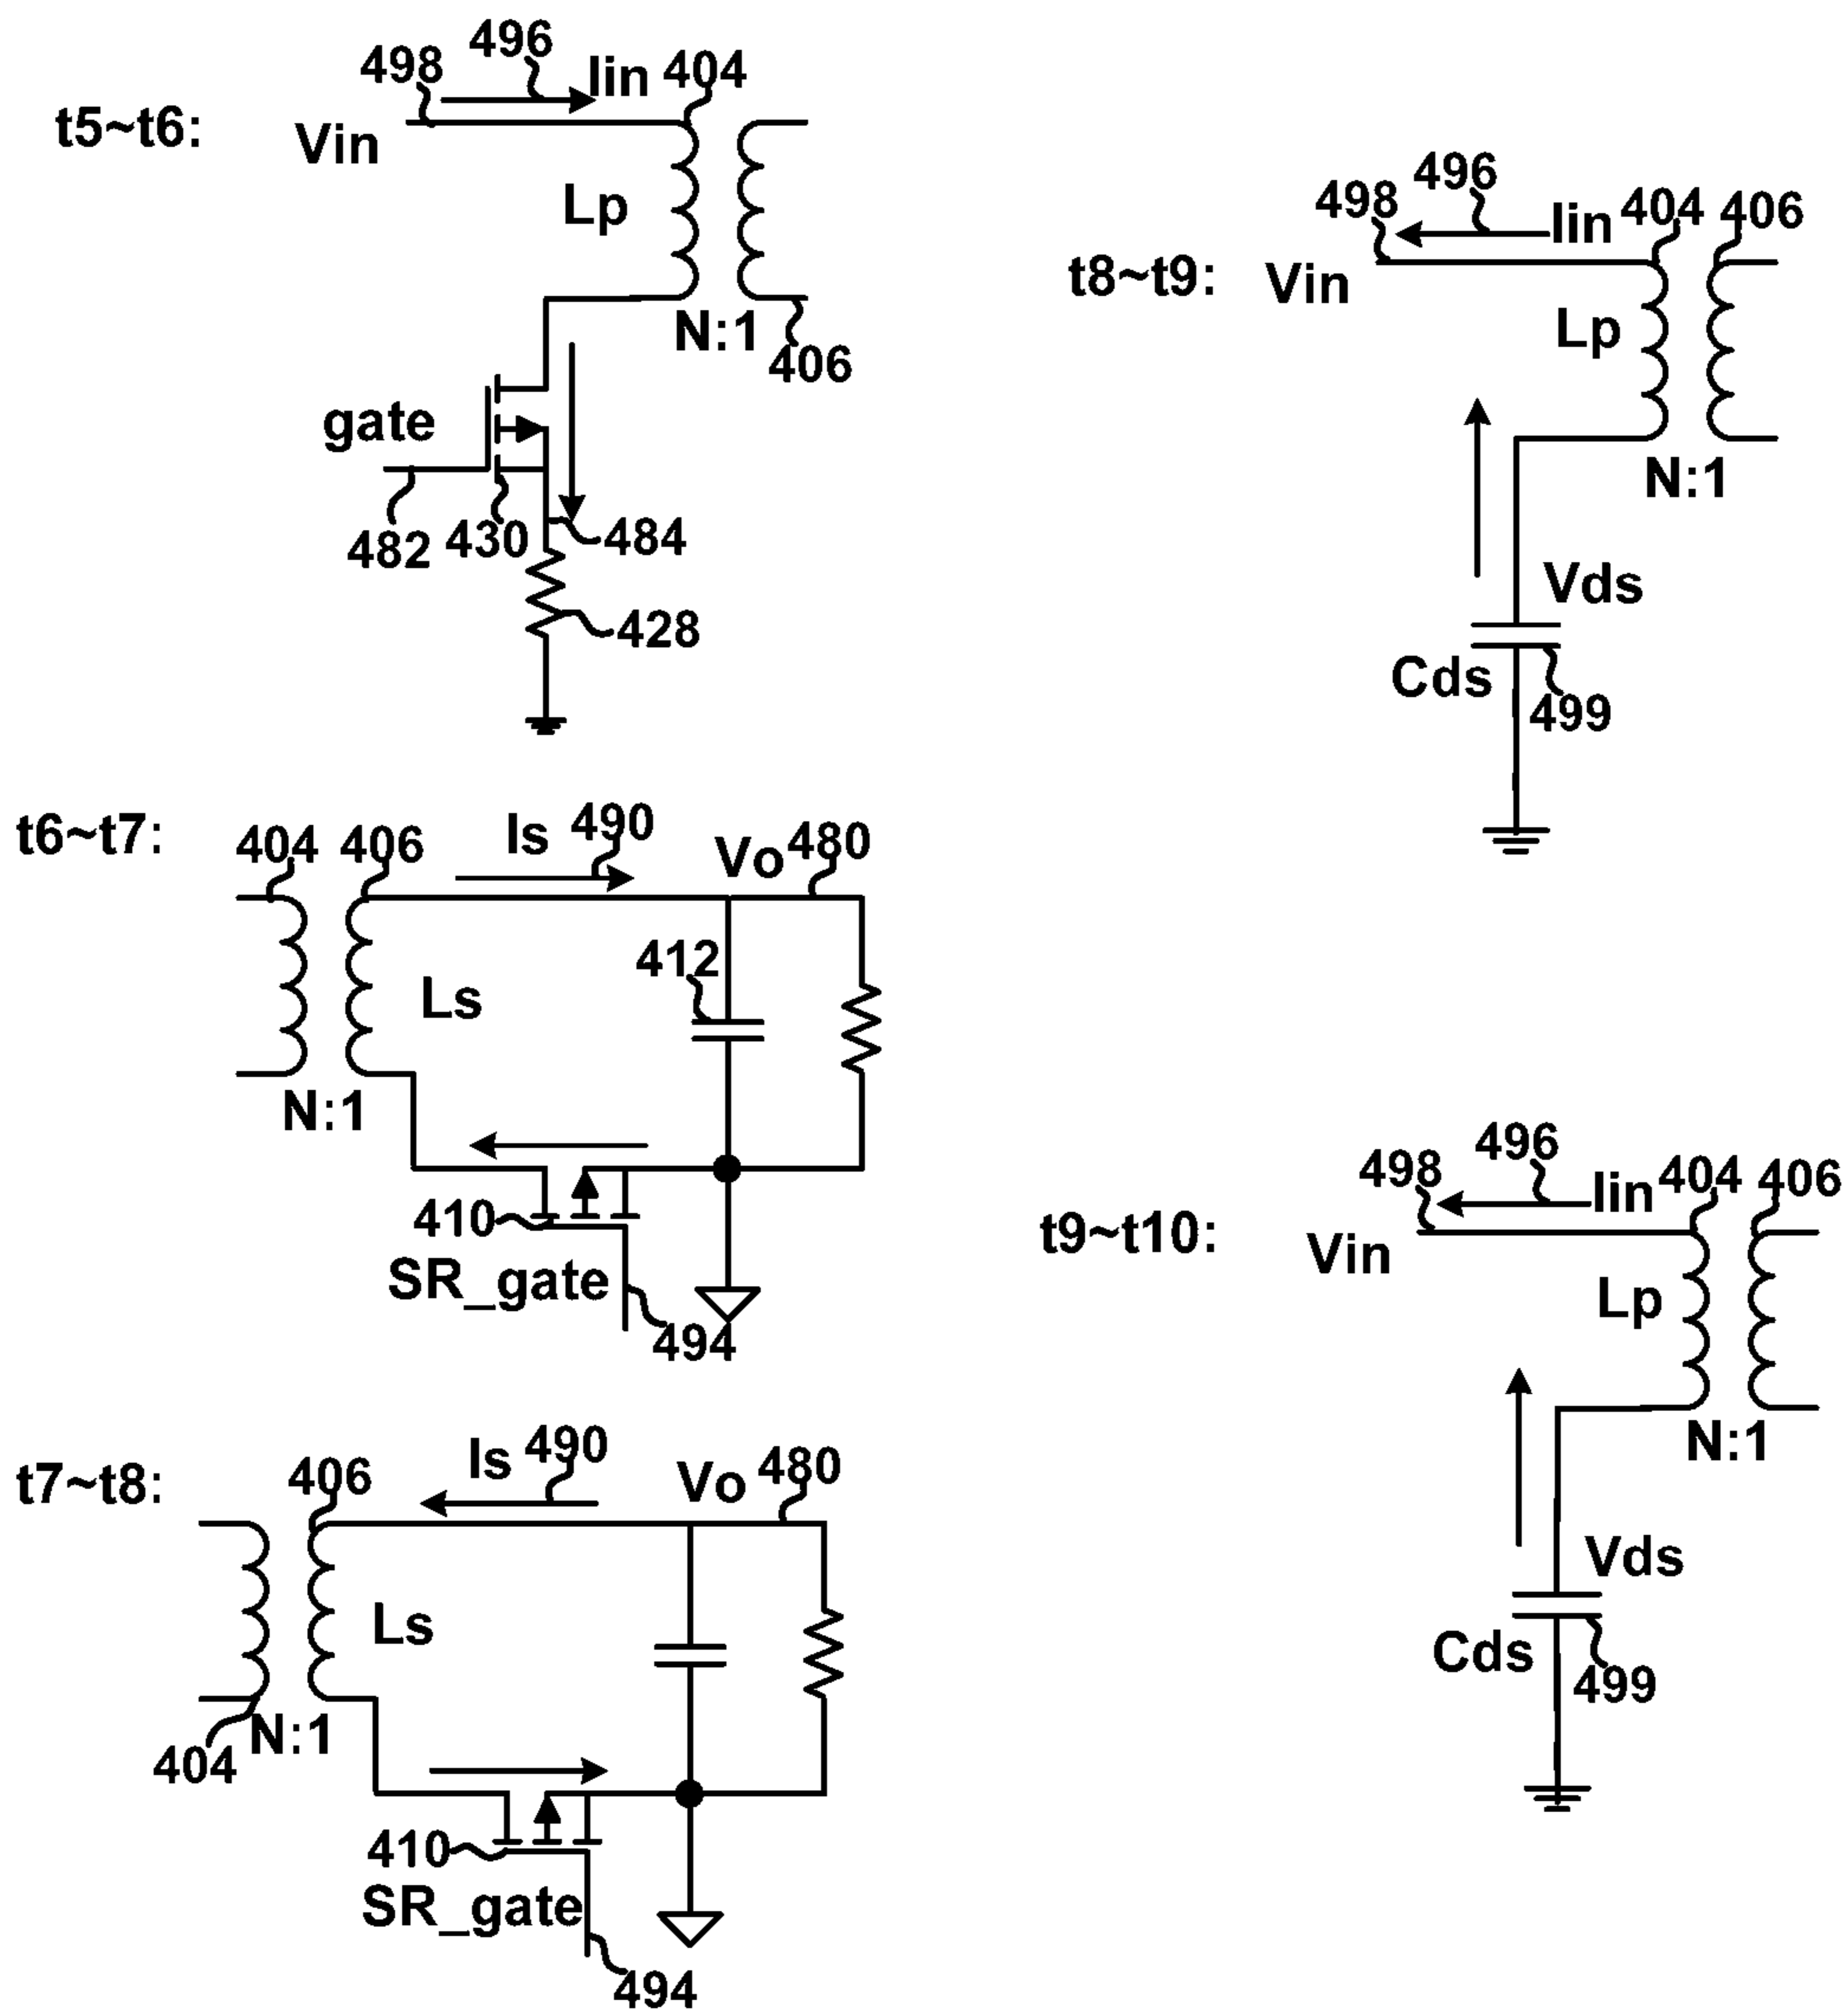 t5~t6:
498
496
Iin
404
Vin
Lp
N:1
406
gate
482
430
484
428
t6~t7:
404
406
Is
490
Vo
480
412
Ls
N:1
410
SR_gate
494
t7~t8:
406
Is
490
Vo
480
Ls
N:1
404
410
SR_gate
494
t8~t9:
498
496
Iin
404
406
Vin
Lp
N:1
Vds
Cds
499
t9~t10:
498
496
Iin
404
406
Vin
Lp
N:1
Vds
Cds
499